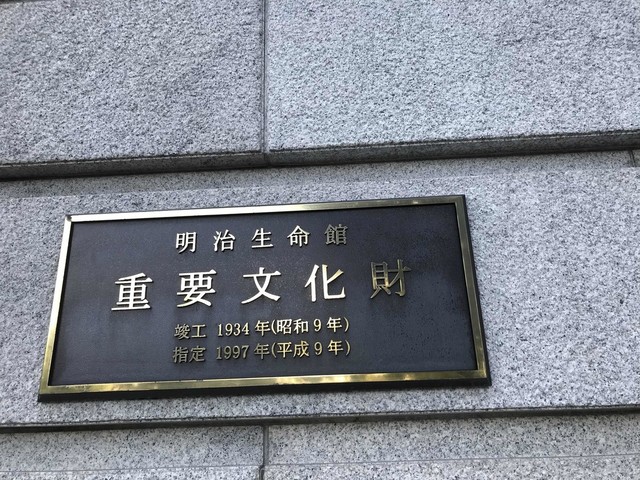 明治生命館
重要文化財
竣工 1934年(昭和9年)
指定 1997年(平成9年)